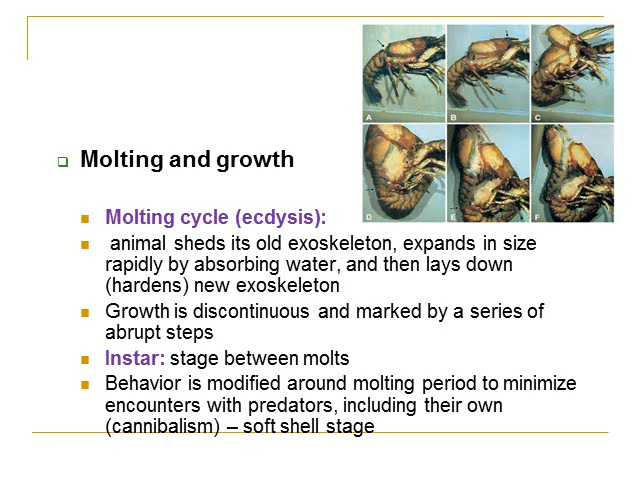 A
B
C
D
E
F
Molting and growth
Molting cycle (ecdysis):
animal sheds its old exoskeleton, expands in size
rapidly by absorbing water, and then lays down
(hardens) new exoskeleton
Growth is discontinuous and marked by a series of
abrupt steps
Instar: stage between molts
Behavior is modified around molting period to minimize
encounters with predators, including their own
(cannibalism) – soft shell stage